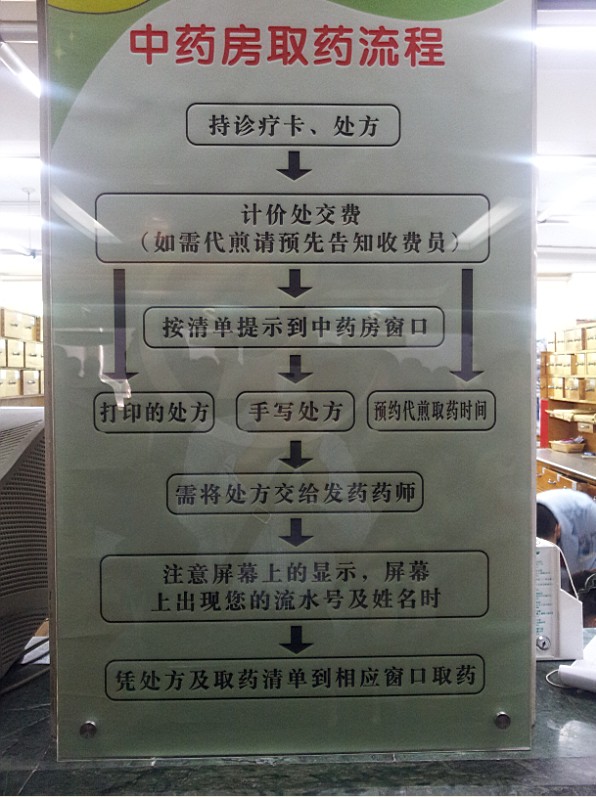 中药房取药流程
持诊疗卡、处方
计价处交费
（如需代煎请预先告知收费员）
按清单提示到中药房窗口
打印的处方
手写处方
预约代煎取药时间
需将处方交给发药药师
注意屏幕上的显示，屏幕
上出现您的流水号及姓名时
凭处方及取药清单到相应窗口取药